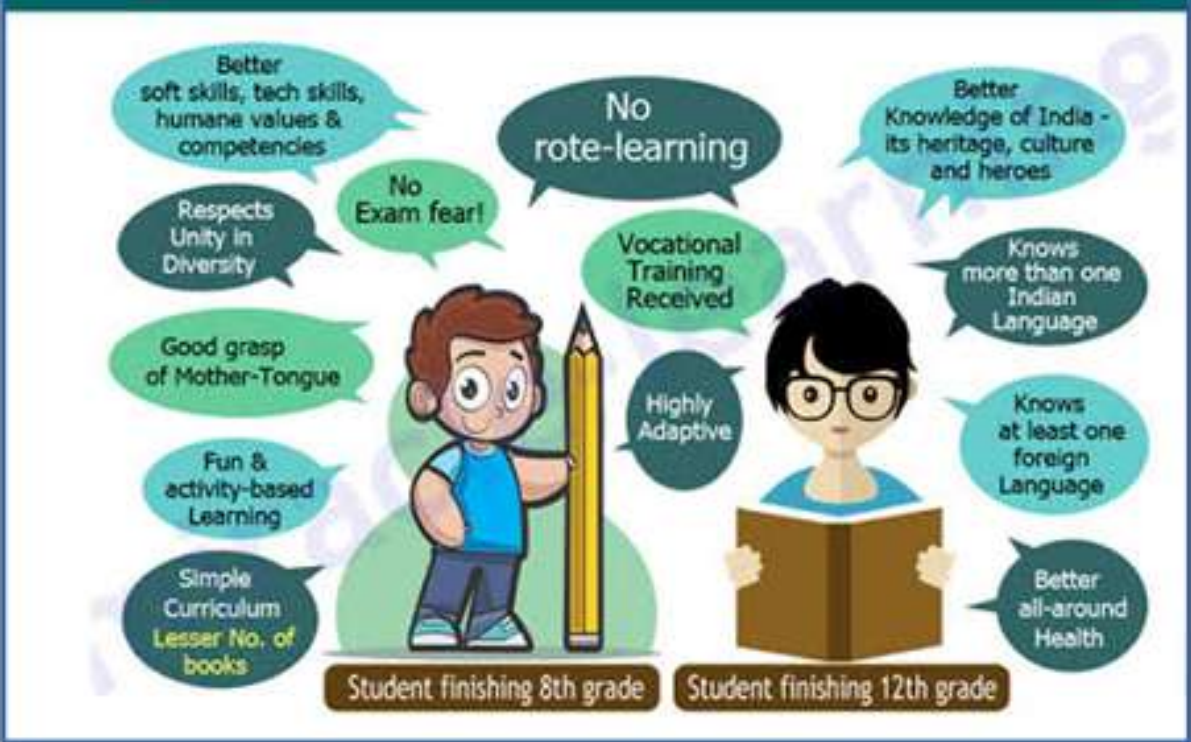 Better
soft skills, tech skills,
humane values &
competencies
No
rote-learning
Better
Knowledge of India -
its heritage, culture
and heroes
No
Exam fear!
Respects
Unity in
Diversity
Vocational
Training
Received
Knows
more than one
Indian
Language
Good grasp
of Mother-Tongue
Highly
Adaptive
Knows
at least one
foreign
Language
Fun &
activity-based
Learning
Simple
Curriculum
Lesser No. of
books
Better
all-around
Health
Student finishing 8th grade
Student finishing 12th grade